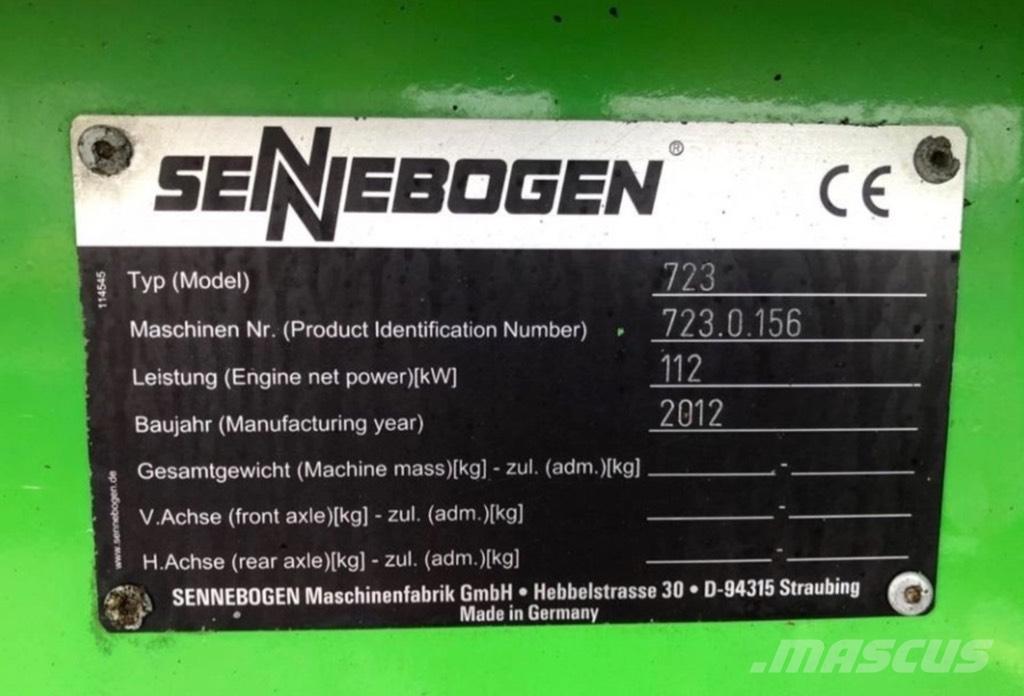 SENNEBOGEN®
CE
114545
Typ (Model) 723
Maschinen Nr. (Product Identification Number) 723.0.156
Leistung (Engine net power)[kW] 112
Baujahr (Manufacturing year) 2012
Gesamtgewicht (Machine mass)[kg] - zul. (adm.)[kg] -
V.Achse (front axle)[kg] - zul. (adm.)[kg] -
H.Achse (rear axle)[kg] - zul. (adm.)[kg] -
www.sennebogen.de
SENNEBOGEN Maschinenfabrik GmbH • Hebbelstrasse 30 • D-94315 Straubing
Made in Germany
.MASCUS